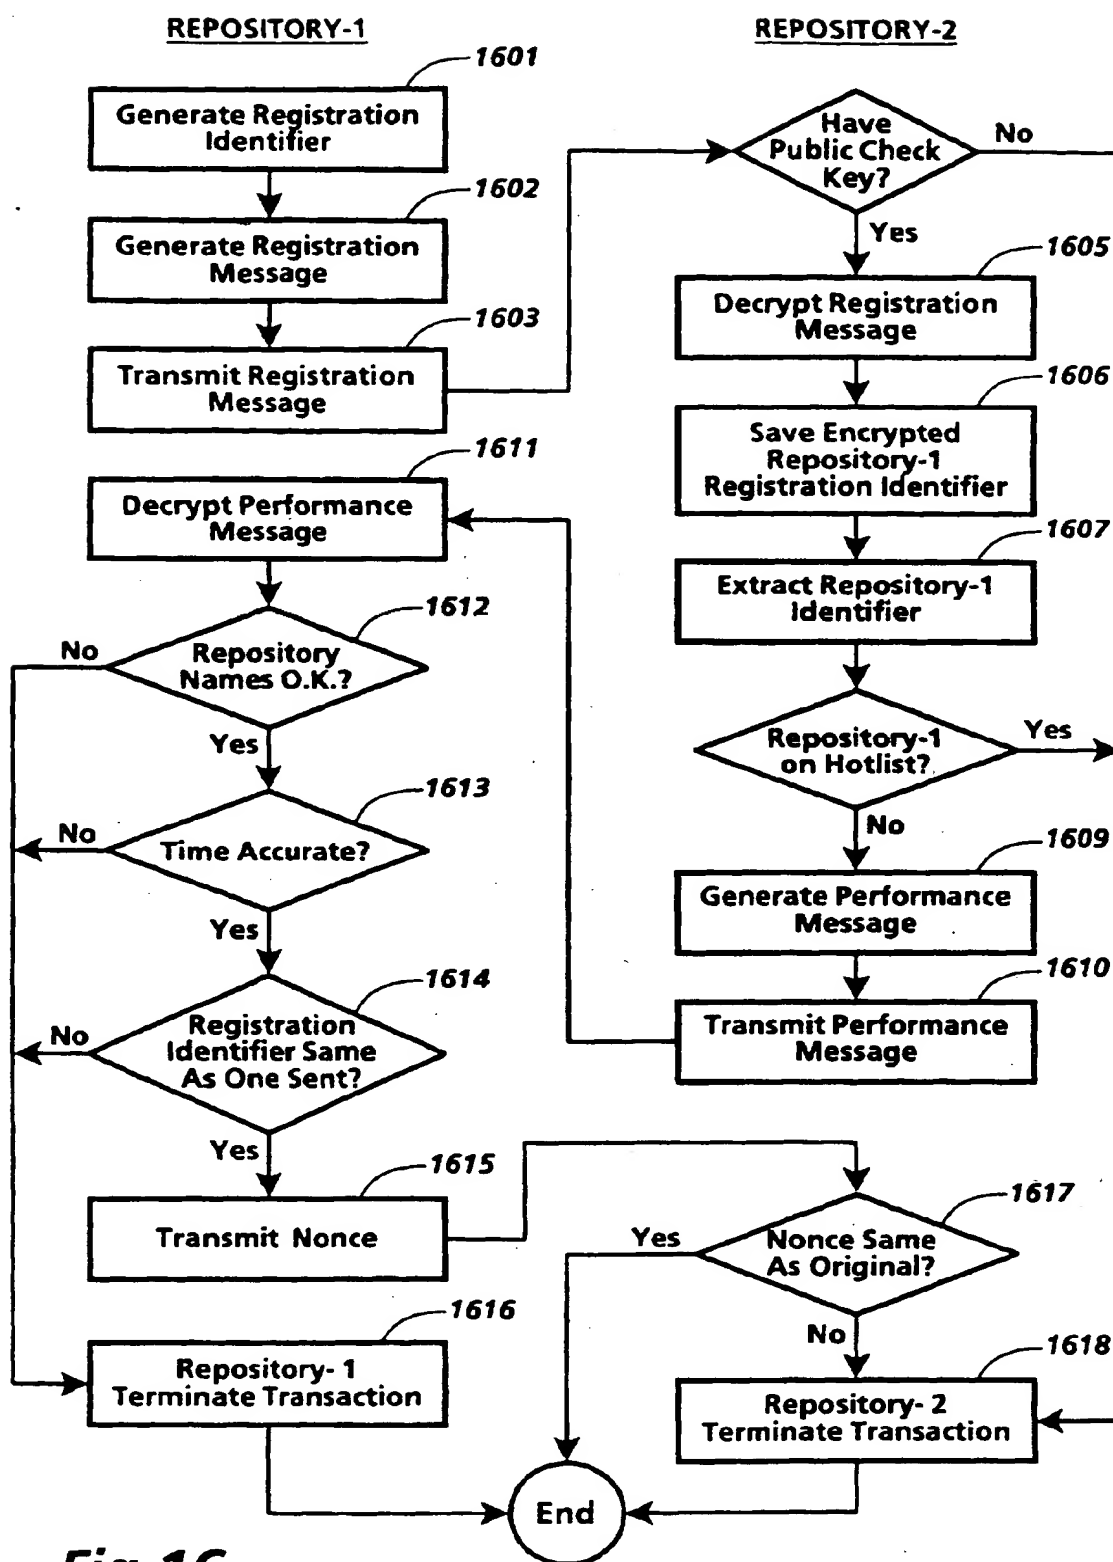 REPOSITORY-1
1601
Generate Registration
Identifier
1602
Generate Registration
Message
1603
Transmit Registration
Message
1611
Decrypt Performance
Message
1612
Repository
Names O.K.?
No
Yes
1613
Time Accurate?
No
Yes
1614
Registration
Identifier Same
As One Sent?
No
Yes
1615
Transmit Nonce
1616
Repository- 1
Terminate Transaction
REPOSITORY-2
Have
Public Check
Key?
No
Yes
1605
Decrypt Registration
Message
1606
Save Encrypted
Repository-1
Registration Identifier
1607
Extract Repository-1
Identifier
Repository-1
on Hotlist?
Yes
No
1609
Generate Performance
Message
1610
Transmit Performance
Message
1617
Nonce Same
As Original?
Yes
No
1618
Repository- 2
Terminate Transaction
End
Fig. 16